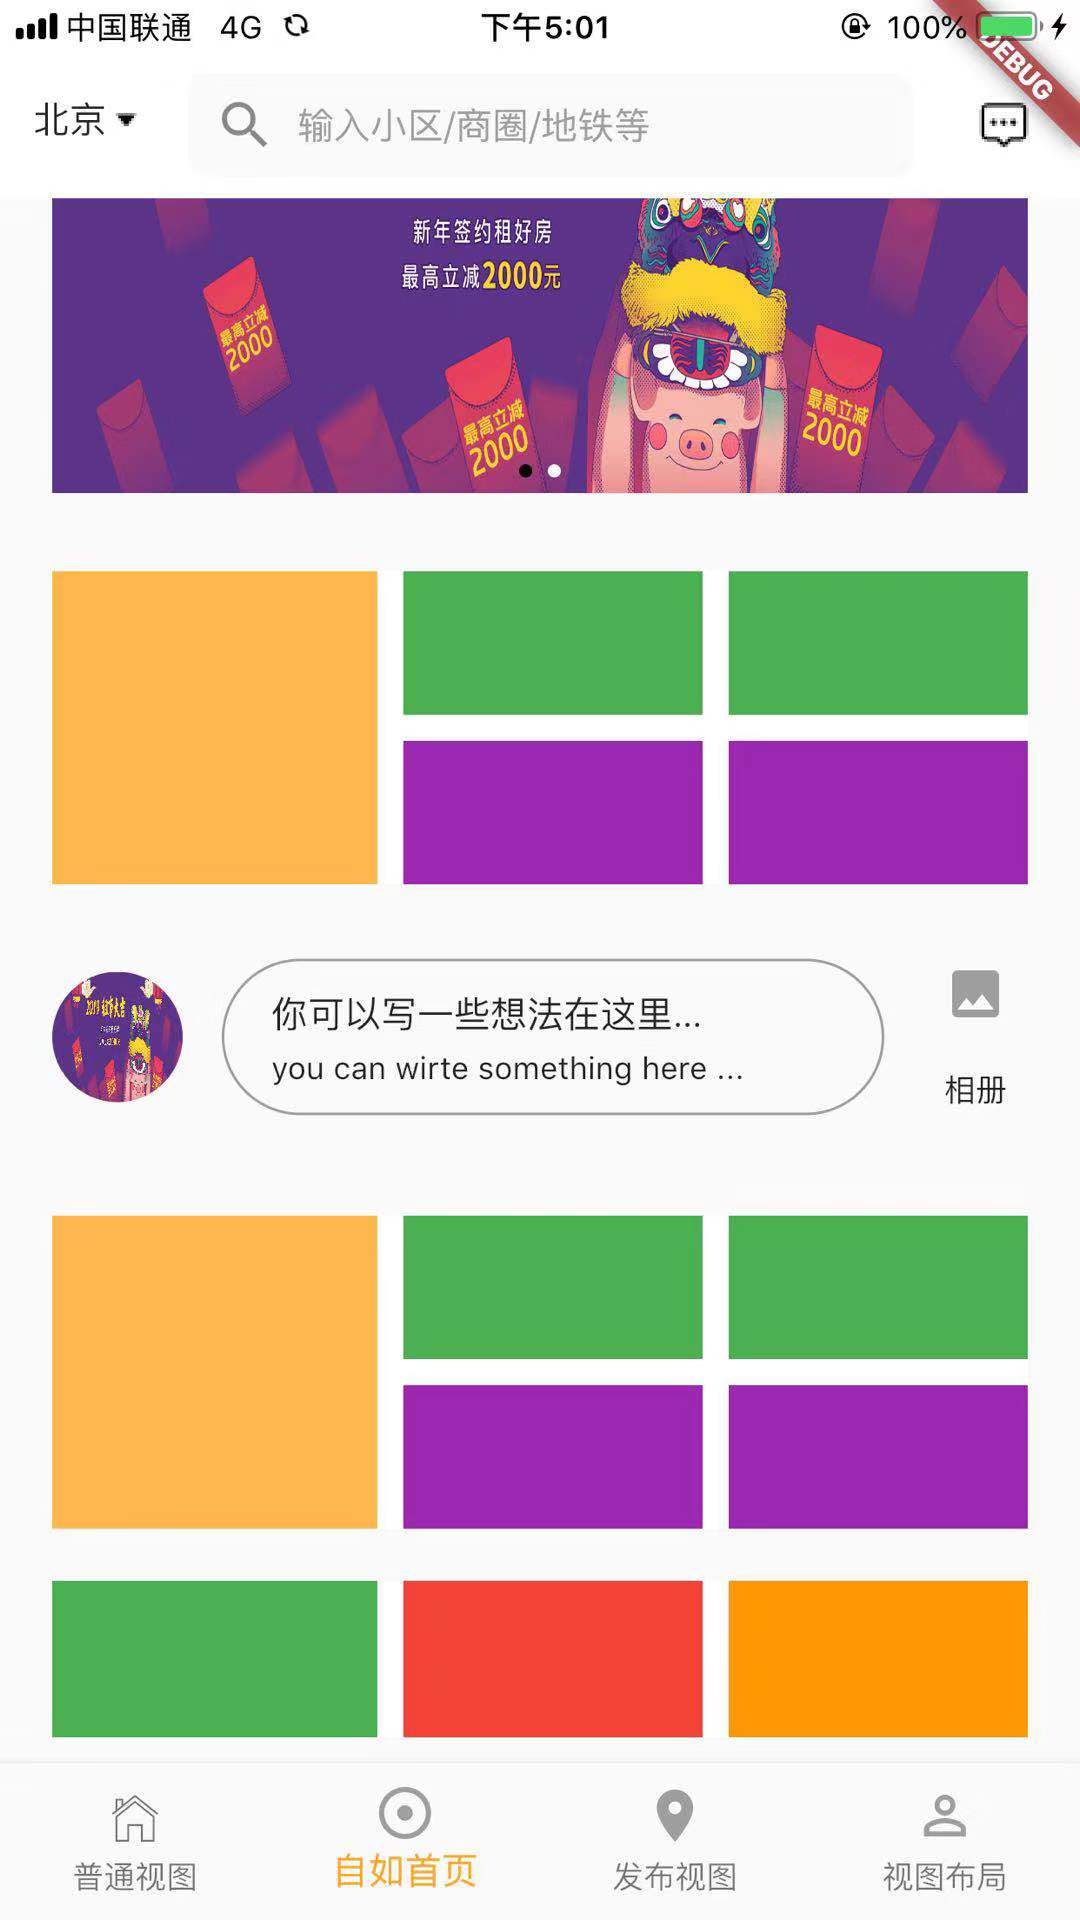 中国联通 4G 下午5:01 100%
DEBUG
北京 输入小区/商圈/地铁等
新年签约租好房
最高立减2000元
最高立减
2000
最高立减
2000
最高立减
2000
你可以写一些想法在这里...
you can wirte something here ...
相册
普通视图 自如首页 发布视图 视图布局